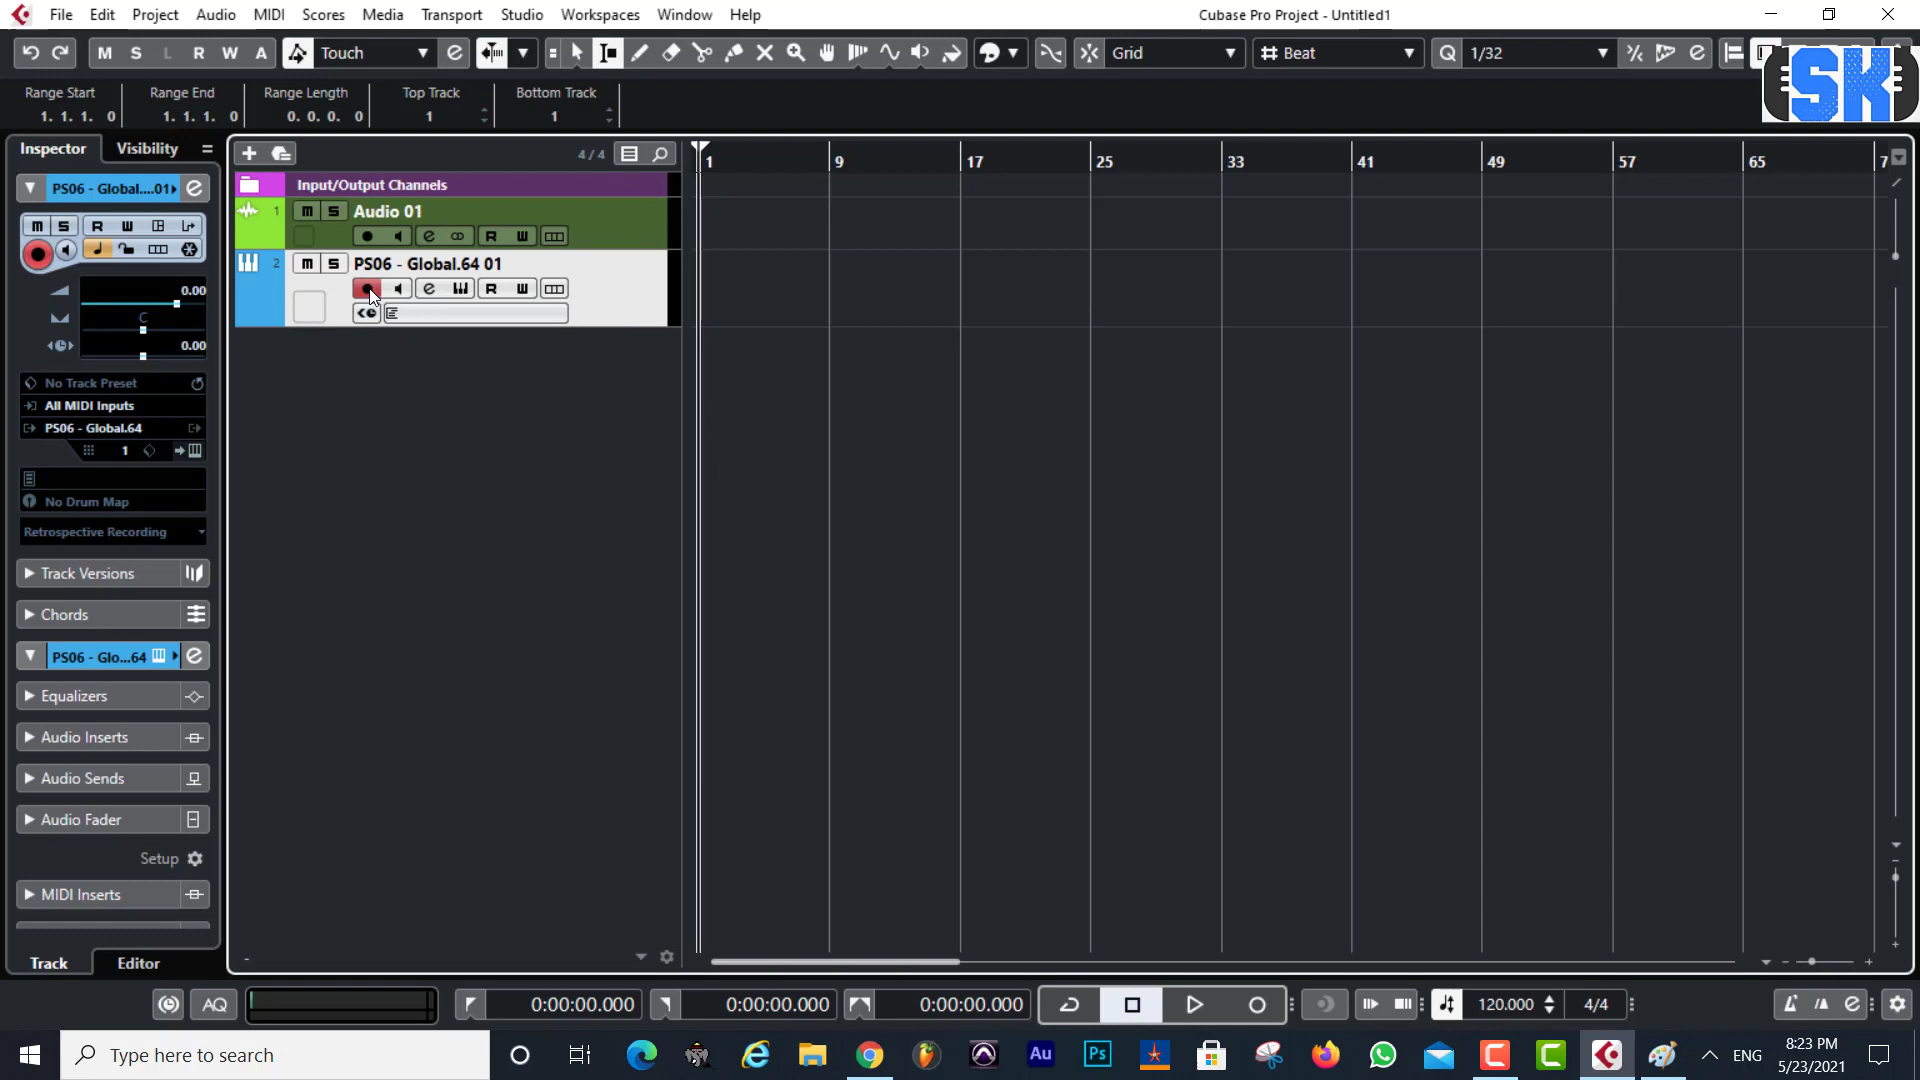 File Edit Project Audio MIDI Scores Media Transport Studio Workspaces Window Help
Cubase Pro Project - Untitled1
M S L R W A Touch Grid Beat Q 1/32
SK
Range Start Range End Range Length Top Track Bottom Track
1. 1. 1. 0 1. 1. 1. 0 0. 0. 0. 0 1 1
Inspector Visibility
4 / 4
1 9 17 25 33 41 49 57 65 7
PS06 - Global....01
Input/Output Channels
m S R W
1 m S Audio 01
R W
2 m S PS06 - Global.64 01
R W
0.00
C
0.00
No Track Preset
All MIDI Inputs
PS06 - Global.64
1
No Drum Map
Retrospective Recording
Track Versions
Chords
PS06 - Glo...64
Equalizers
Audio Inserts
Audio Sends
Audio Fader
Setup
MIDI Inserts
Track Editor
AQ 0:00:00.000 0:00:00.000 0:00:00.000 120.000 4/4
Type here to search
Au Ps ENG
8:23 PM
5/23/2021